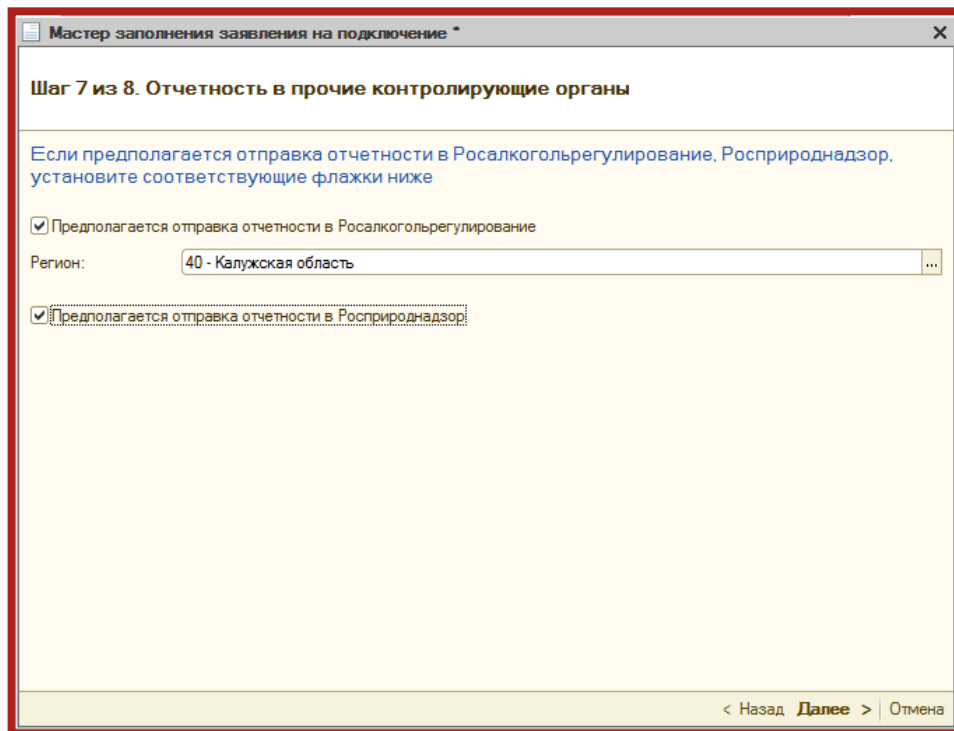 Мастер заполнения заявления на подключение *
Шаг 7 из 8. Отчетность в прочие контролирующие органы
Если предполагается отправка отчетности в Росалкогольрегулирование, Росприроднадзор,
установите соответствующие флажки ниже
Предполагается отправка отчетности в Росалкогольрегулирование
Регион: 40 - Калужская область ...
Предполагается отправка отчетности в Росприроднадзор
< Назад Далее > Отмена